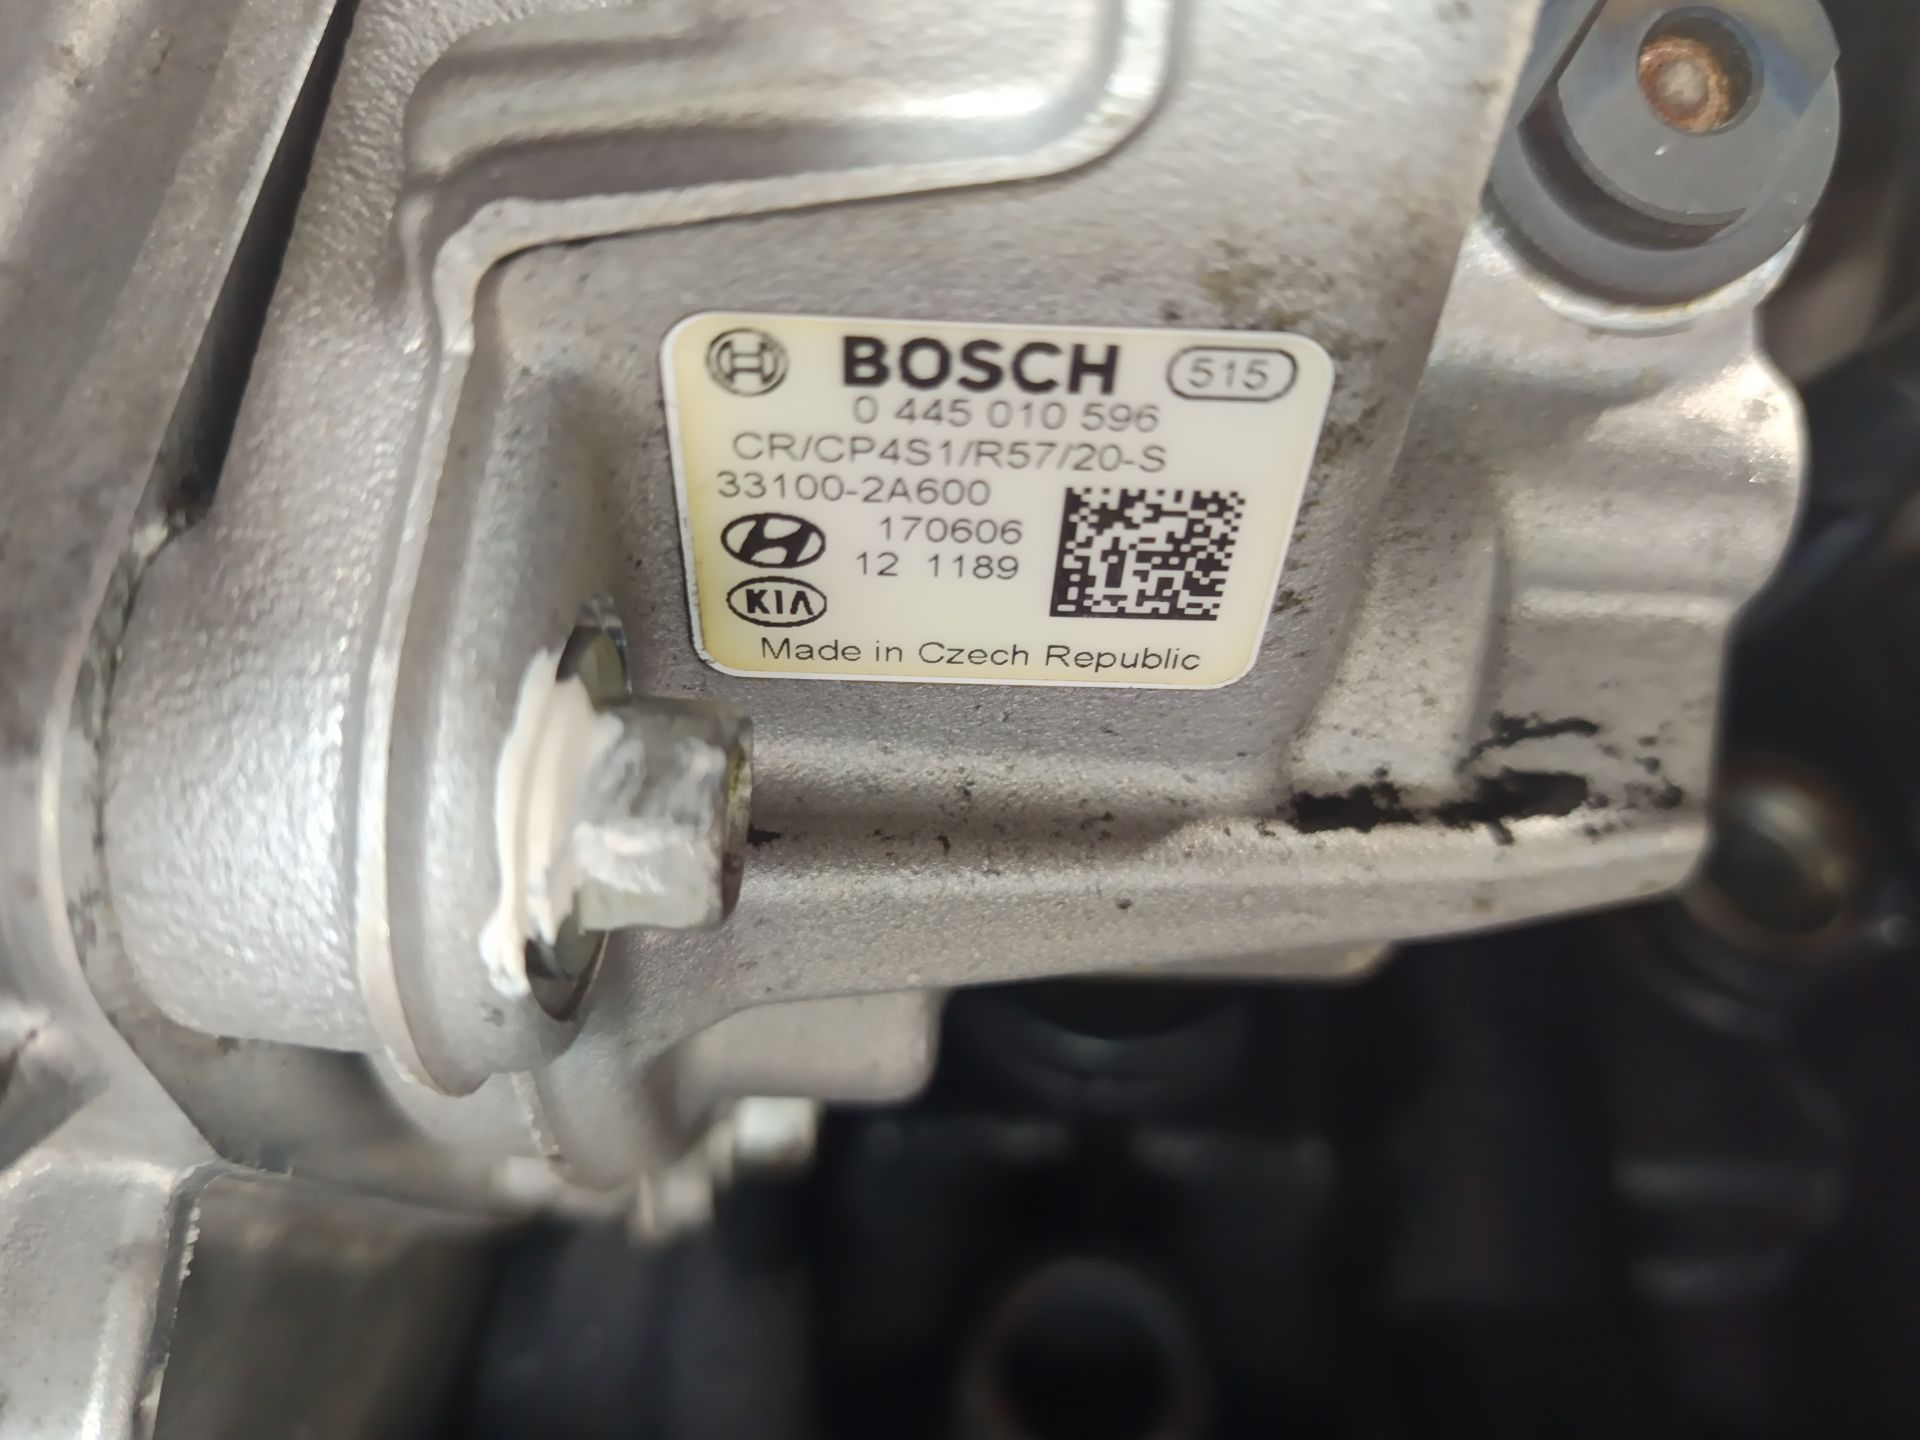 BOSCH 515
0 445 010 596
CR/CP4S1/R57/20-S
33100-2A600
170606
12 1189
KIA
Made in Czech Republic